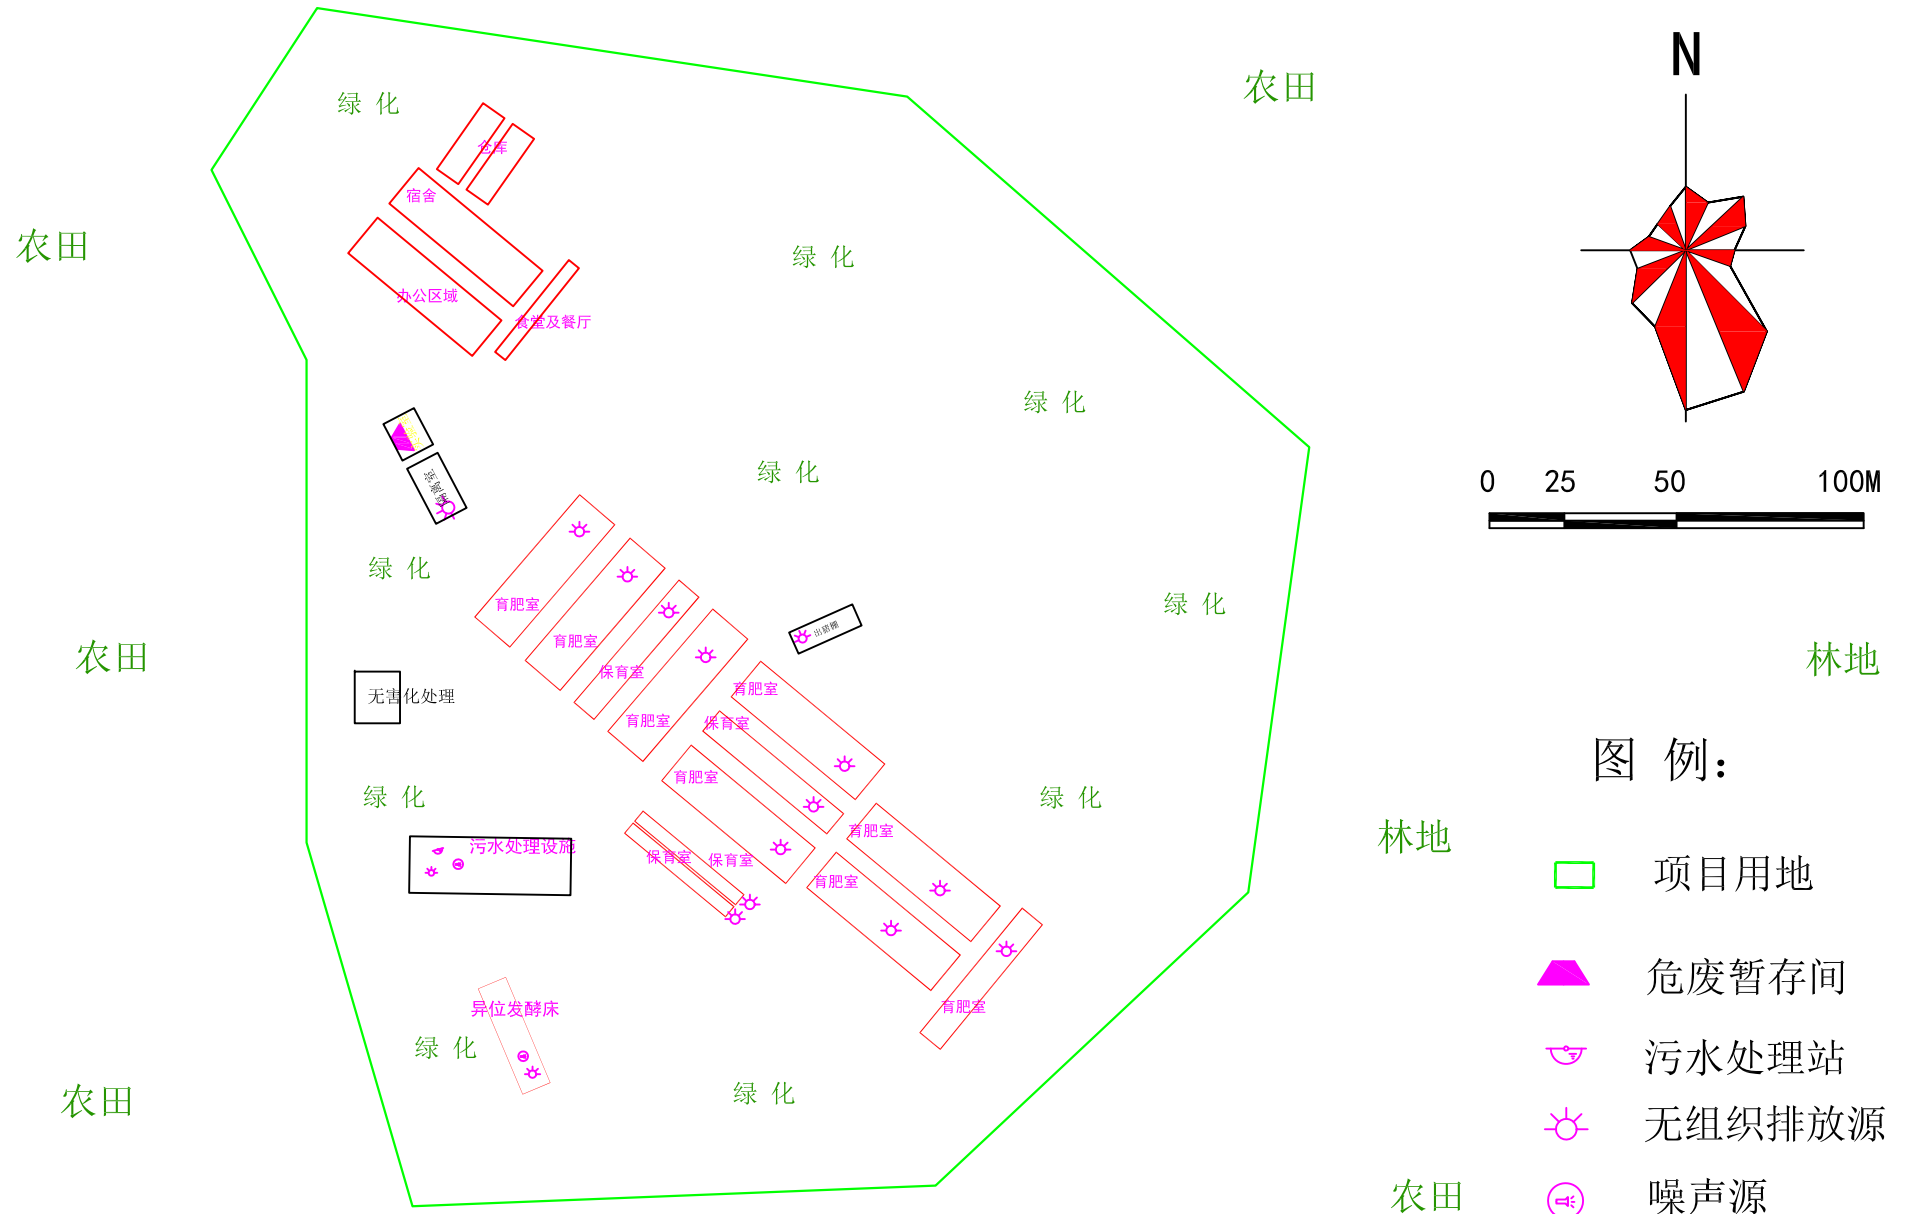 N
农田
绿 化
仓库
宿舍
农田
绿 化
办公区域
食堂及餐厅
绿 化
绿 化
0 25 50 100M
绿 化
育肥室
绿 化
出猪棚
育肥室
农田
林地
保育室
育肥室
无害化处理
育肥室
保育室
图 例：
育肥室
绿 化
绿 化
育肥室
林地
污水处理设施
保育室
保育室
项目用地
育肥室
危废暂存间
异位发酵床
育肥室
绿 化
污水处理站
绿 化
农田
无组织排放源
农田
噪声源